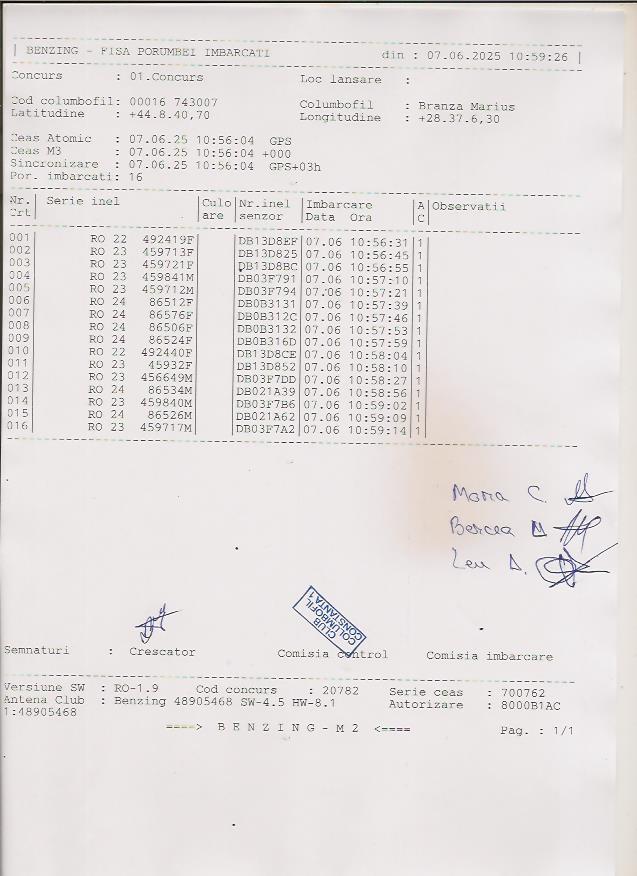 | BENZING - FISA PORUMBEI IMBARCATI din : 07.06.2025 10:59:26 |
Concurs : 01.Concurs Loc lansare :
Cod columbofil: 00016 743007 Columbofil : Branza Marius
Latitudine : +44.8.40,70 Longitudine : +28.37.6,30
Ceas Atomic : 07.06.25 10:56:04 GPS
Ceas M3 : 07.06.25 10:56:04 +000
Sincronizare : 07.06.25 10:56:04 GPS+03h
Por. imbarcati: 16
Nr. | Serie inel |Culo|Nr.inel |Imbarcare |A|Observatii
Crt| |are |senzor |Data Ora |C|
001| RO 22 492419F| |DB13D8EF|07.06 10:56:31|1|
002| RO 23 459713F| |DB13D825|07.06 10:56:45|1|
003| RO 23 459721F| |DB13D8BC|07.06 10:56:55|1|
004| RO 23 459841M| |DB03F791|07.06 10:57:10|1|
005| RO 23 459712M| |DB03F794|07.06 10:57:21|1|
006| RO 24 86512F| |DB0B3131|07.06 10:57:39|1|
007| RO 24 86576F| |DB0B312C|07.06 10:57:46|1|
008| RO 24 86506F| |DB0B3132|07.06 10:57:53|1|
009| RO 24 86524F| |DB0B316D|07.06 10:57:59|1|
010| RO 22 492440F| |DB13D8CE|07.06 10:58:04|1|
011| RO 23 45932F| |DB13D852|07.06 10:58:10|1|
012| RO 23 456649M| |DB03F7DD|07.06 10:58:27|1|
013| RO 24 86534M| |DB021A39|07.06 10:58:56|1|
014| RO 23 459840M| |DB03F7B6|07.06 10:59:02|1|
015| RO 24 86526M| |DB021A62|07.06 10:59:09|1|
016| RO 23 459717M| |DB03F7A2|07.06 10:59:14|1|
C.
Bercea M
Leu D.
CLUB
COLUMBOFIL
CONSTANTA 1
Semnaturi : Crescator Comisia control Comisia imbarcare
Versiune SW : RO-1.9 Cod concurs : 20782 Serie ceas : 700762
Antena Club : Benzing 48905468 SW-4.5 HW-8.1 Autorizare : 8000B1AC
1:48905468
====> B E N Z I N G - M 2 <==== Pag. : 1/1